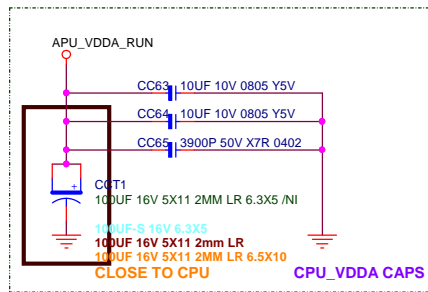 APU_VDDA_RUN
CC63 10UF 10V 0805 Y5V
CC64 10UF 10V 0805 Y5V
CC65 3900P 50V X7R 0402
+
CCT1
100UF 16V 5X11 2MM LR 6.3X5 /NI
100UF-S 16V 6.3X5
100UF 16V 5X11 2mm LR
100UF 16V 5X11 2MM LR 6.5X10
CLOSE TO CPU CPU_VDDA CAPS